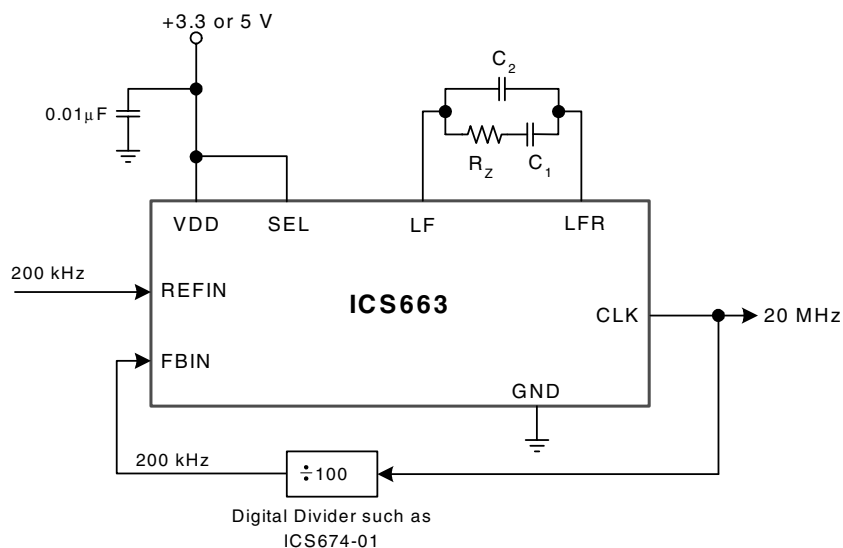 +3.3 or 5 V
C2
0.01μF
RZ
C1
VDD
SEL
LF
LFR
200 kHz
REFIN
ICS663
CLK
20 MHz
FBIN
GND
200 kHz
÷100
Digital Divider such as
ICS674-01